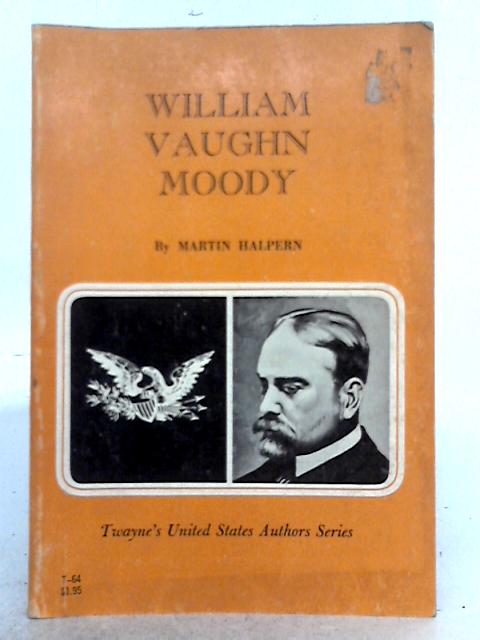 WILLIAM
VAUGHN
MOODY
By MARTIN HALPERN
Twayne's United States Authors Series
T-64
$1.95